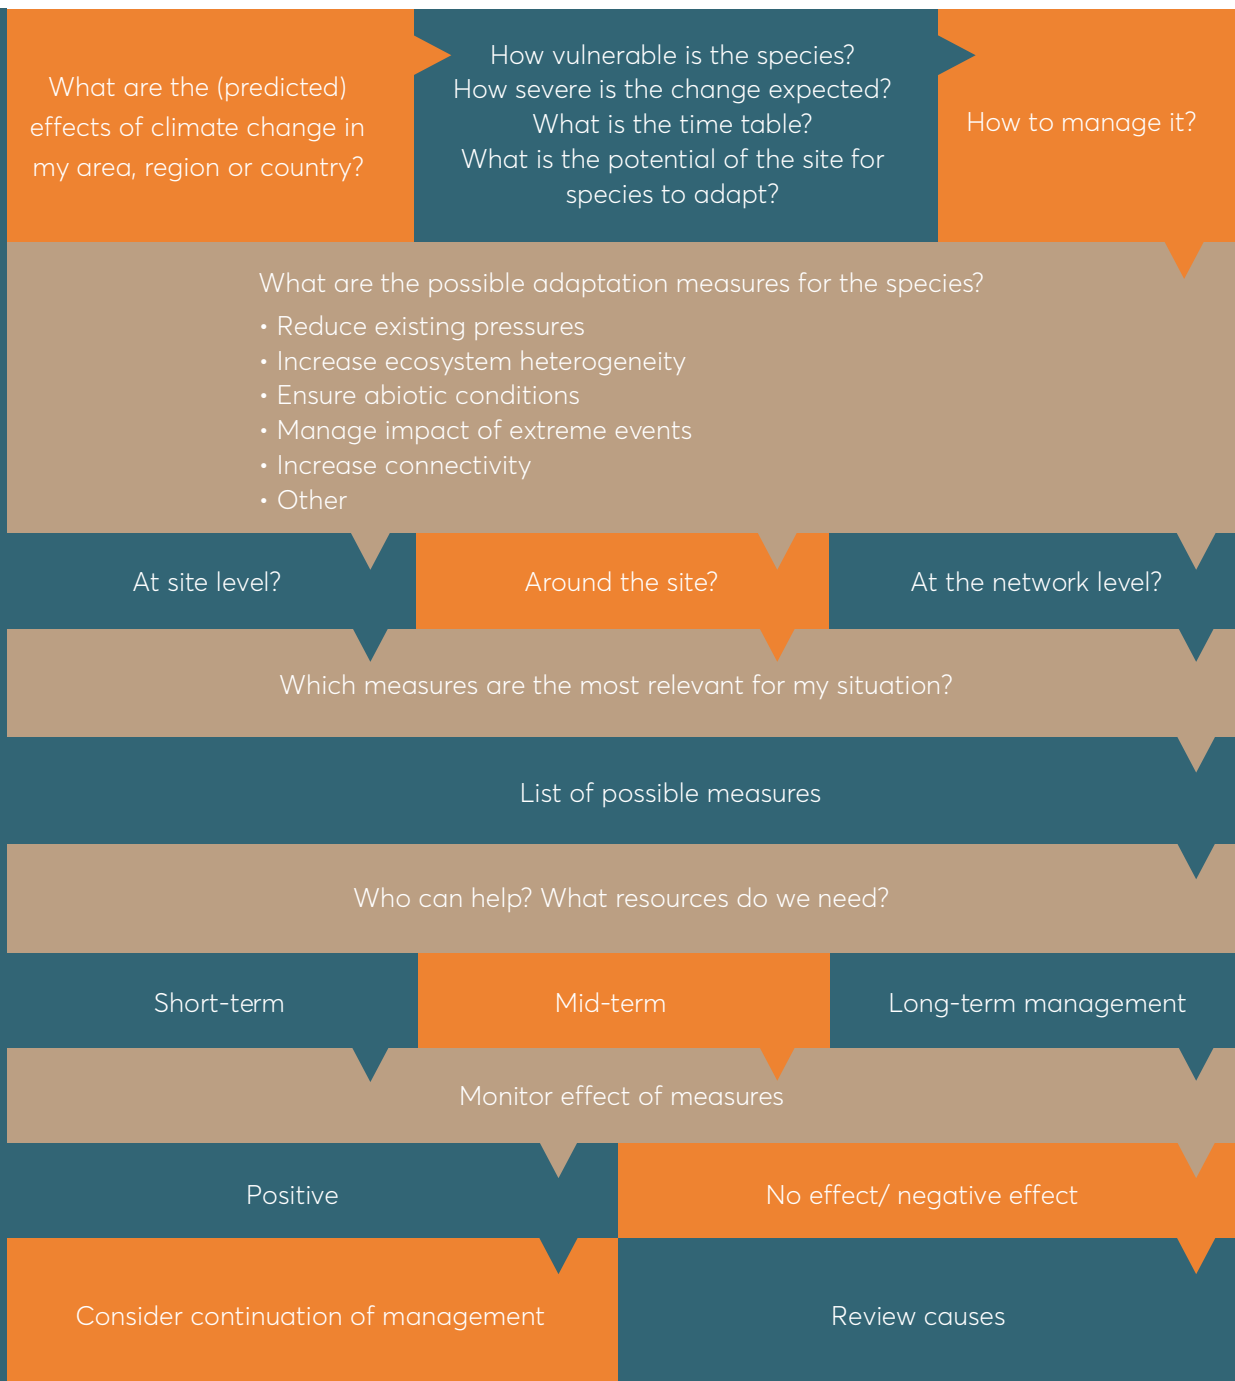 What are the (predicted)
effects of climate change in
my area, region or country?
How vulnerable is the species?
How severe is the change expected?
What is the time table?
What is the potential of the site for
species to adapt?
How to manage it?
What are the possible adaptation measures for the species?
• Reduce existing pressures
• Increase ecosystem heterogeneity
• Ensure abiotic conditions
• Manage impact of extreme events
• Increase connectivity
• Other
At site level?
Around the site?
At the network level?
Which measures are the most relevant for my situation?
List of possible measures
Who can help? What resources do we need?
Short-term
Mid-term
Long-term management
Monitor effect of measures
Positive
No effect/ negative effect
Consider continuation of management
Review causes